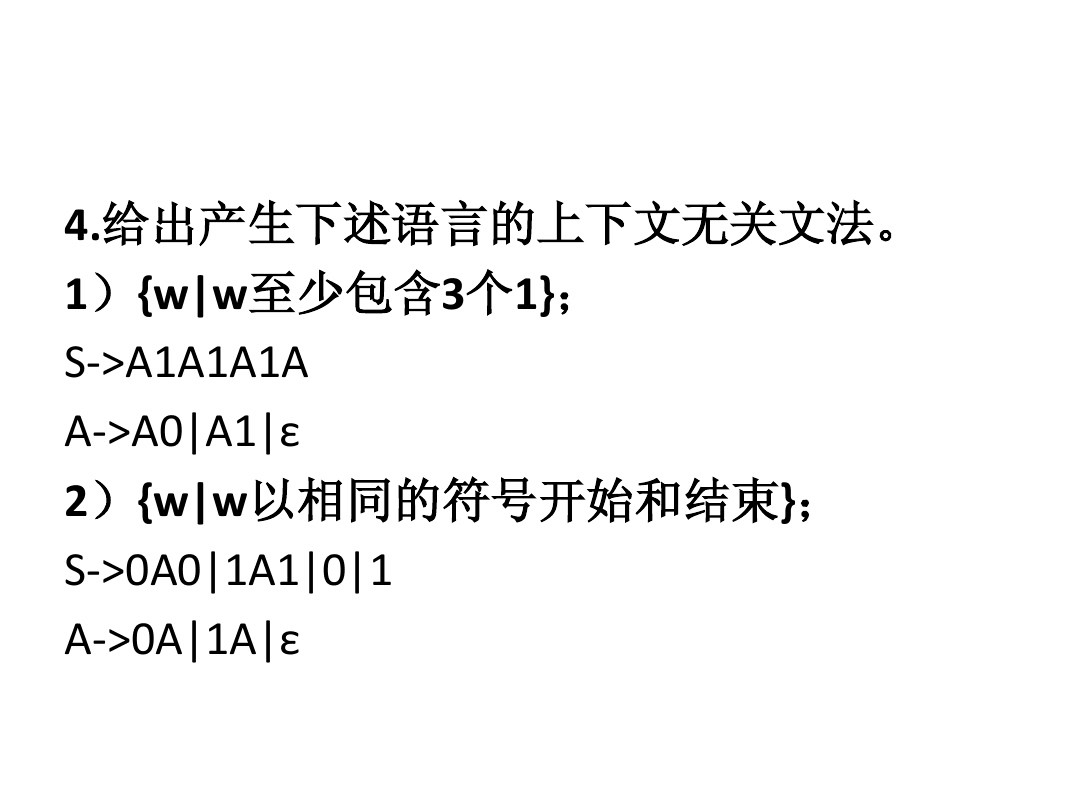 4.给出产生下述语言的上下文无关文法。
1）{w|w至少包含3个1};
S->A1A1A1A
A->A0|A1|ε
2）{w|w以相同的符号开始和结束};
S->0A0|1A1|0|1
A->0A|1A|ε